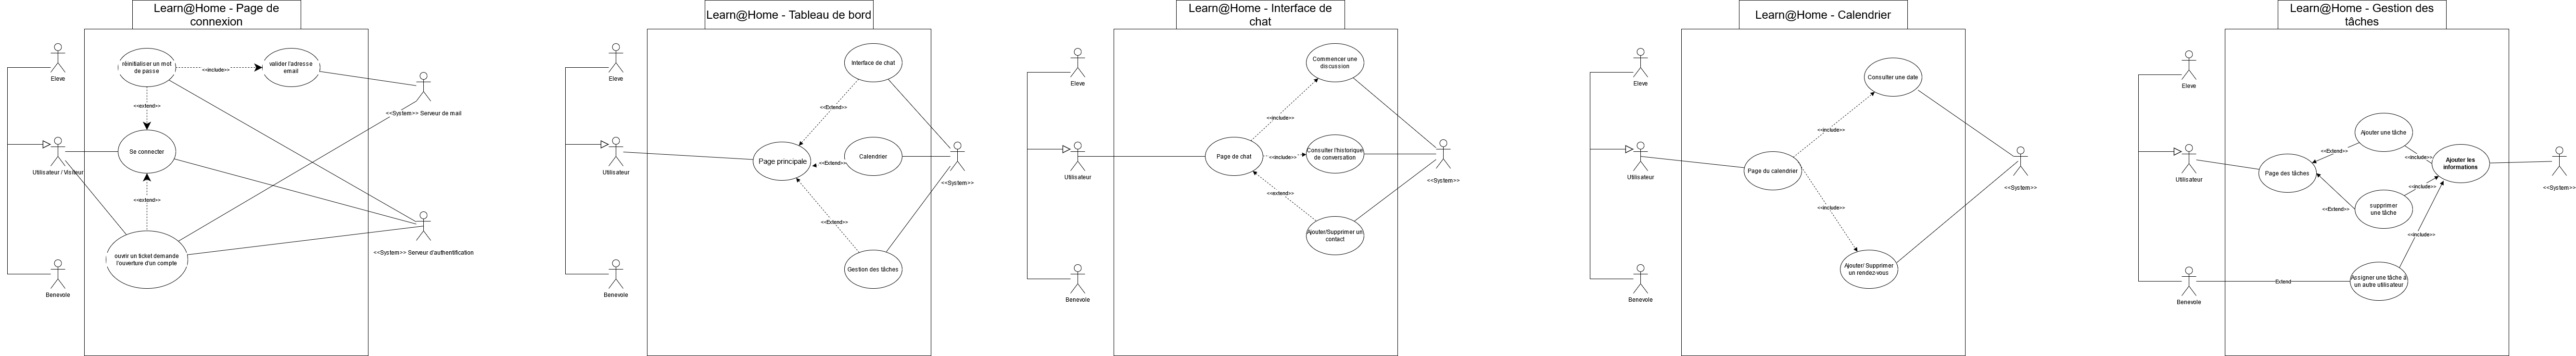 Learn@Home - Page de
connexion
Eleve
Utilisateur / Visiteur
Benevole
réinitialiser un mot
de passe
<<include>>
valider l'adresse
email
<<extend>>
Se connecter
<<extend>>
ouvir un ticket demande
l'ouverture d'un compte
<<System>> Serveur de mail
<<System>> Serveur d'authentification
Learn@Home - Tableau de bord
Eleve
Utilisateur
Benevole
Interface de chat
<<Extend>>
Page principale
<<Extend>>
Calendrier
<<Extend>>
Gestion des tâches
<<System>>
Learn@Home - Interface de
chat
Eleve
Utilisateur
Benevole
Commencer une
discussion
<<include>>
Page de chat
<<include>>
Consulter l'historique
de conversation
<<extend>>
Ajouter/Supprimer un
contact
<<System>>
Learn@Home - Calendrier
Eleve
Utilisateur
Benevole
Consulter une date
<<include>>
Page du calendrier
<<include>>
Ajouter/ Supprimer
un rendez-vous
<<System>>
Learn@Home - Gestion des
tâches
Eleve
Utilisateur
Benevole
Ajouter une tâche
<<Extend>>
<<include>>
Page des tâches
Ajouter les
informations
<<include>>
<<Extend>>
supprimer
une tâche
<<include>>
Assigner une tâche à
un autre utilisateur
Extend
<<System>>